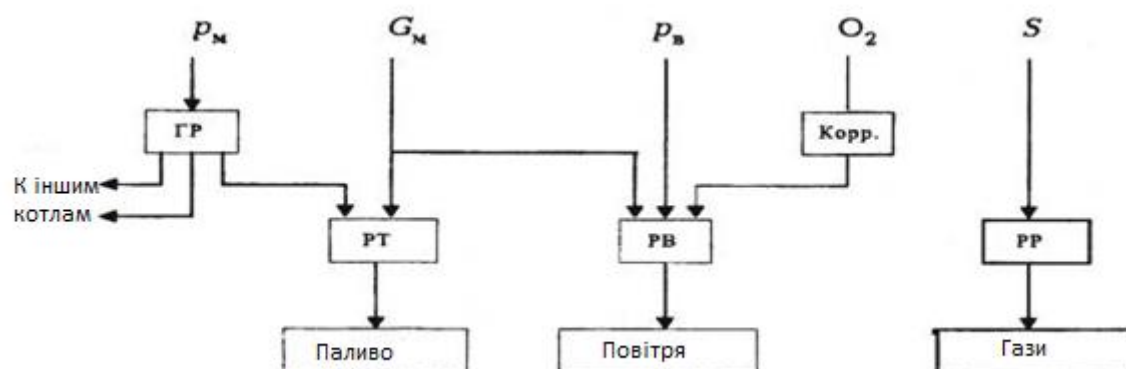 pм Gм pв O2 S
ГР
Корр.
К іншим
котлам
РТ РВ РР
Паливо Повітря Гази